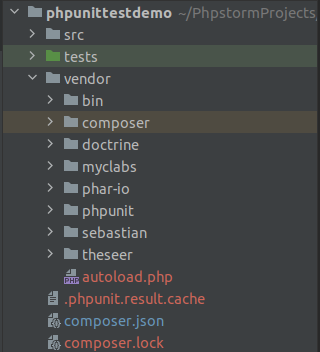 phpunittestdemo ~/PhpstormProjects/
src
tests
vendor
bin
composer
doctrine
myclabs
phar-io
phpunit
sebastian
theseer
autoload.php
.phpunit.result.cache
composer.json
composer.lock